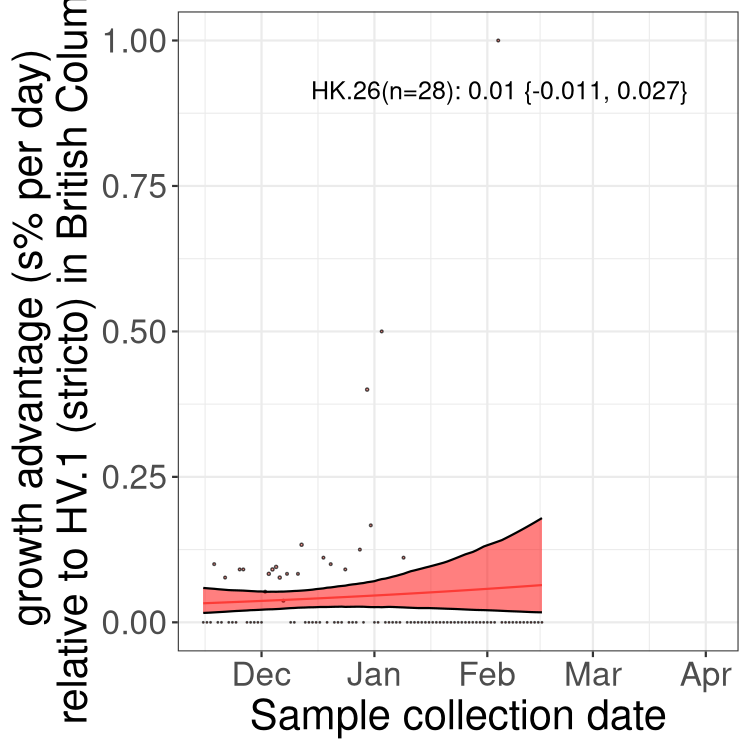 growth advantage (s% per day)
relative to HV.1 (stricto) in British Colum
1.00
0.75
0.50
0.25
0.00
HK.26(n=28): 0.01 {-0.011, 0.027}
Dec Jan Feb Mar Apr
Sample collection date